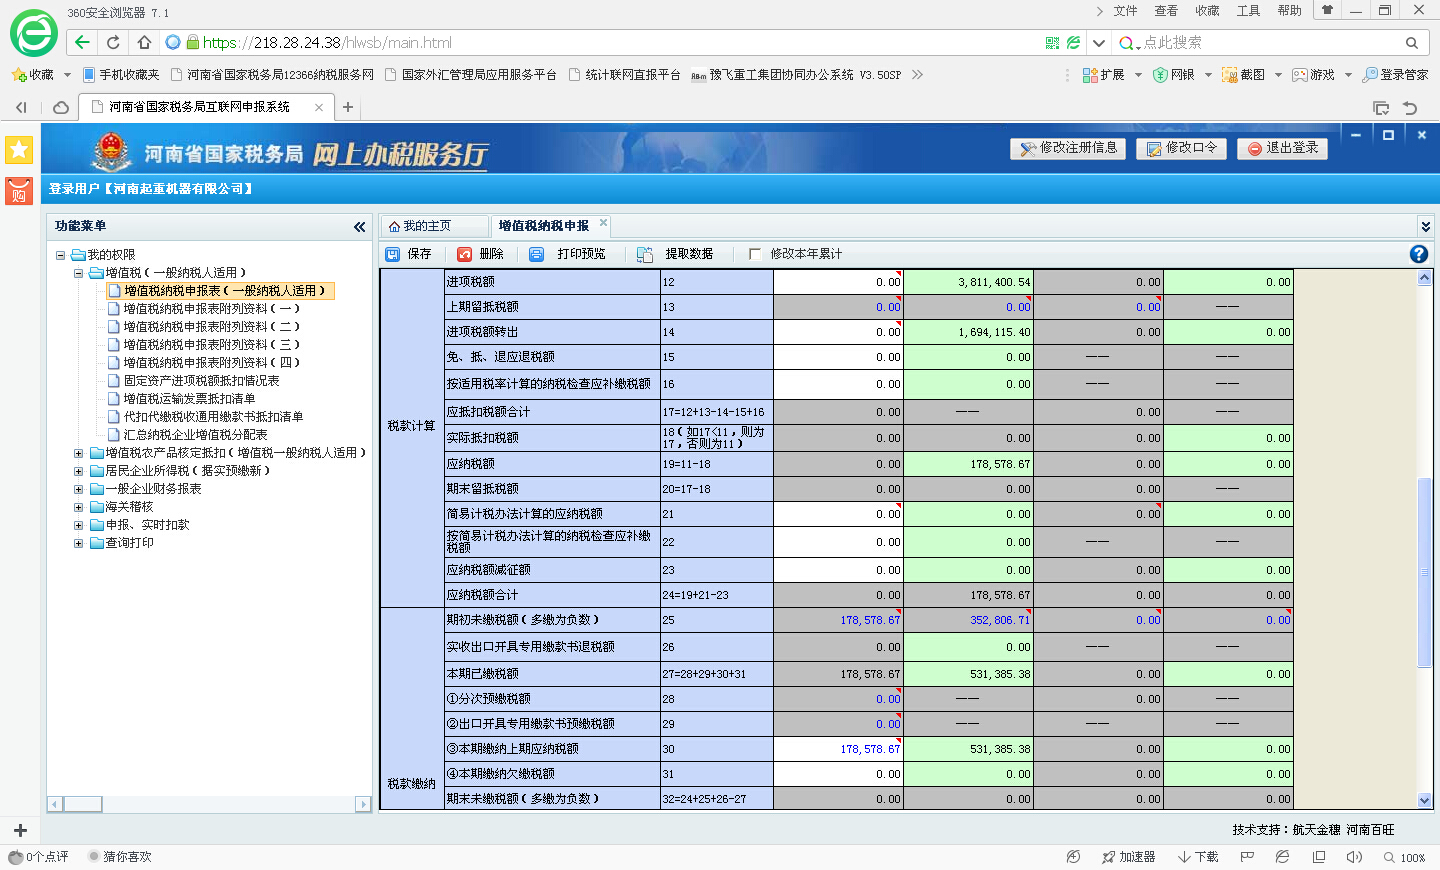 360安全浏览器 7.1
文件 查看 收藏 工具 帮助
https://218.28.24.38/hlwsb/main.html
点此搜索
收藏 手机收藏夹 河南省国家税务局12366纳税服务网 国家外汇管理局应用服务平台 统计联网直报平台 豫飞重工集团协同办公系统 V3.50SP
扩展 网银 截图 游戏 登录管家
河南省国家税务局互联网申报系统
河南省国家税务局 网上办税服务厅
修改注册信息 修改口令 退出登录
登录用户【河南起重机器有限公司】
购
功能菜单
我的权限
增值税(一般纳税人适用)
增值税纳税申报表(一般纳税人适用)
增值税纳税申报表附列资料(一)
增值税纳税申报表附列资料(二)
增值税纳税申报表附列资料(三)
增值税纳税申报表附列资料(四)
固定资产进项税额抵扣情况表
增值税运输发票抵扣清单
代扣代缴税收通用缴款书抵扣清单
汇总纳税企业增值税分配表
增值税农产品核定抵扣(增值税一般纳税人适用)
居民企业所得税(据实预缴新)
一般企业财务报表
海关稽核
申报、实时扣款
查询打印
我的主页 增值税纳税申报
保存 删除 打印预览 提取数据 修改本年累计
税款计算
进项税额 12 0.00 3,811,400.54 0.00 0.00
上期留抵税额 13 0.00 0.00 0.00 ——
进项税额转出 14 0.00 1,694,115.40 0.00 0.00
免、抵、退应退税额 15 0.00 0.00 —— ——
按适用税率计算的纳税检查应补缴税额 16 0.00 0.00 —— ——
应抵扣税额合计 17=12+13-14-15+16 0.00 —— 0.00 ——
实际抵扣税额 18(如17<11,则为17,否则为11) 0.00 0.00 0.00 0.00
应纳税额 19=11-18 0.00 178,578.67 0.00 0.00
期末留抵税额 20=17-18 0.00 0.00 0.00 ——
简易计税办法计算的应纳税额 21 0.00 0.00 0.00 0.00
按简易计税办法计算的纳税检查应补缴税额 22 0.00 0.00 —— ——
应纳税额减征额 23 0.00 0.00 0.00 0.00
应纳税额合计 24=19+21-23 0.00 178,578.67 0.00 0.00
税款缴纳
期初未缴税额(多缴为负数) 25 178,578.67 352,806.71 0.00 0.00
实收出口开具专用缴款书退税额 26 0.00 0.00 —— ——
本期已缴税额 27=28+29+30+31 178,578.67 531,385.38 0.00 0.00
①分次预缴税额 28 0.00 —— 0.00 ——
②出口开具专用缴款书预缴税额 29 0.00 —— —— ——
③本期缴纳上期应纳税额 30 178,578.67 531,385.38 0.00 0.00
④本期缴纳欠缴税额 31 0.00 0.00 0.00 0.00
期末未缴税额(多缴为负数) 32=24+25+26-27 0.00 0.00 0.00 0.00
技术支持:航天金穗 河南百旺
0个点评 猜你喜欢 加速器 下载 100%